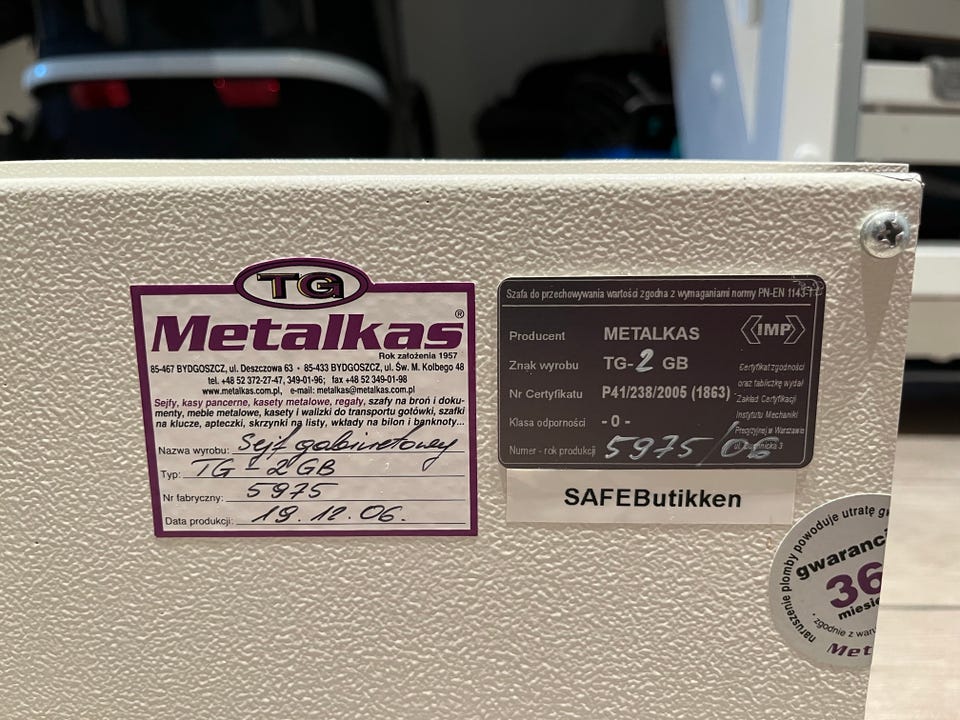 TG
Metalkas®
Rok założenia 1957
85-467 BYDGOSZCZ, ul. Deszczowa 63 • 85-433 BYDGOSZCZ, ul. Św. M. Kolbego 48
tel. +48 52 372-27-47, 349-01-96; fax +48 52 349-01-98
www.metalkas.com.pl, e-mail: metalkas@metalkas.com.pl
Sejfy, kasy pancerne, kasety metalowe, regały, szafy na broń i doku-
menty, meble metalowe, kasety i walizki do transportu gotówki, szafki
na klucze, apteczki, skrzynki na listy, wkłady na bilon i banknoty...
Nazwa wyrobu: Sejf gabinetowy
Typ: TG - 2 GB
Nr fabryczny: 5975
Data produkcji: 19.12.06.
Szafa do przechowywania wartości zgodna z wymaganiami normy PN-EN 1143-1
Producent METALKAS
IMP
Znak wyrobu TG-2 GB
Nr Certyfikatu P41/238/2005 (1863)
Klasa odporności - 0 -
Numer - rok produkcji 5975/06
Certyfikat zgodności
oraz tabliczkę wydał
Zakład Certyfikacji
Instytutu Mechaniki
Precyzyjnej w Warszawie
SAFEButikken
naruszenie plomby powoduje utratę
gwaranc
36
miesię
zgodnie z waru
Met